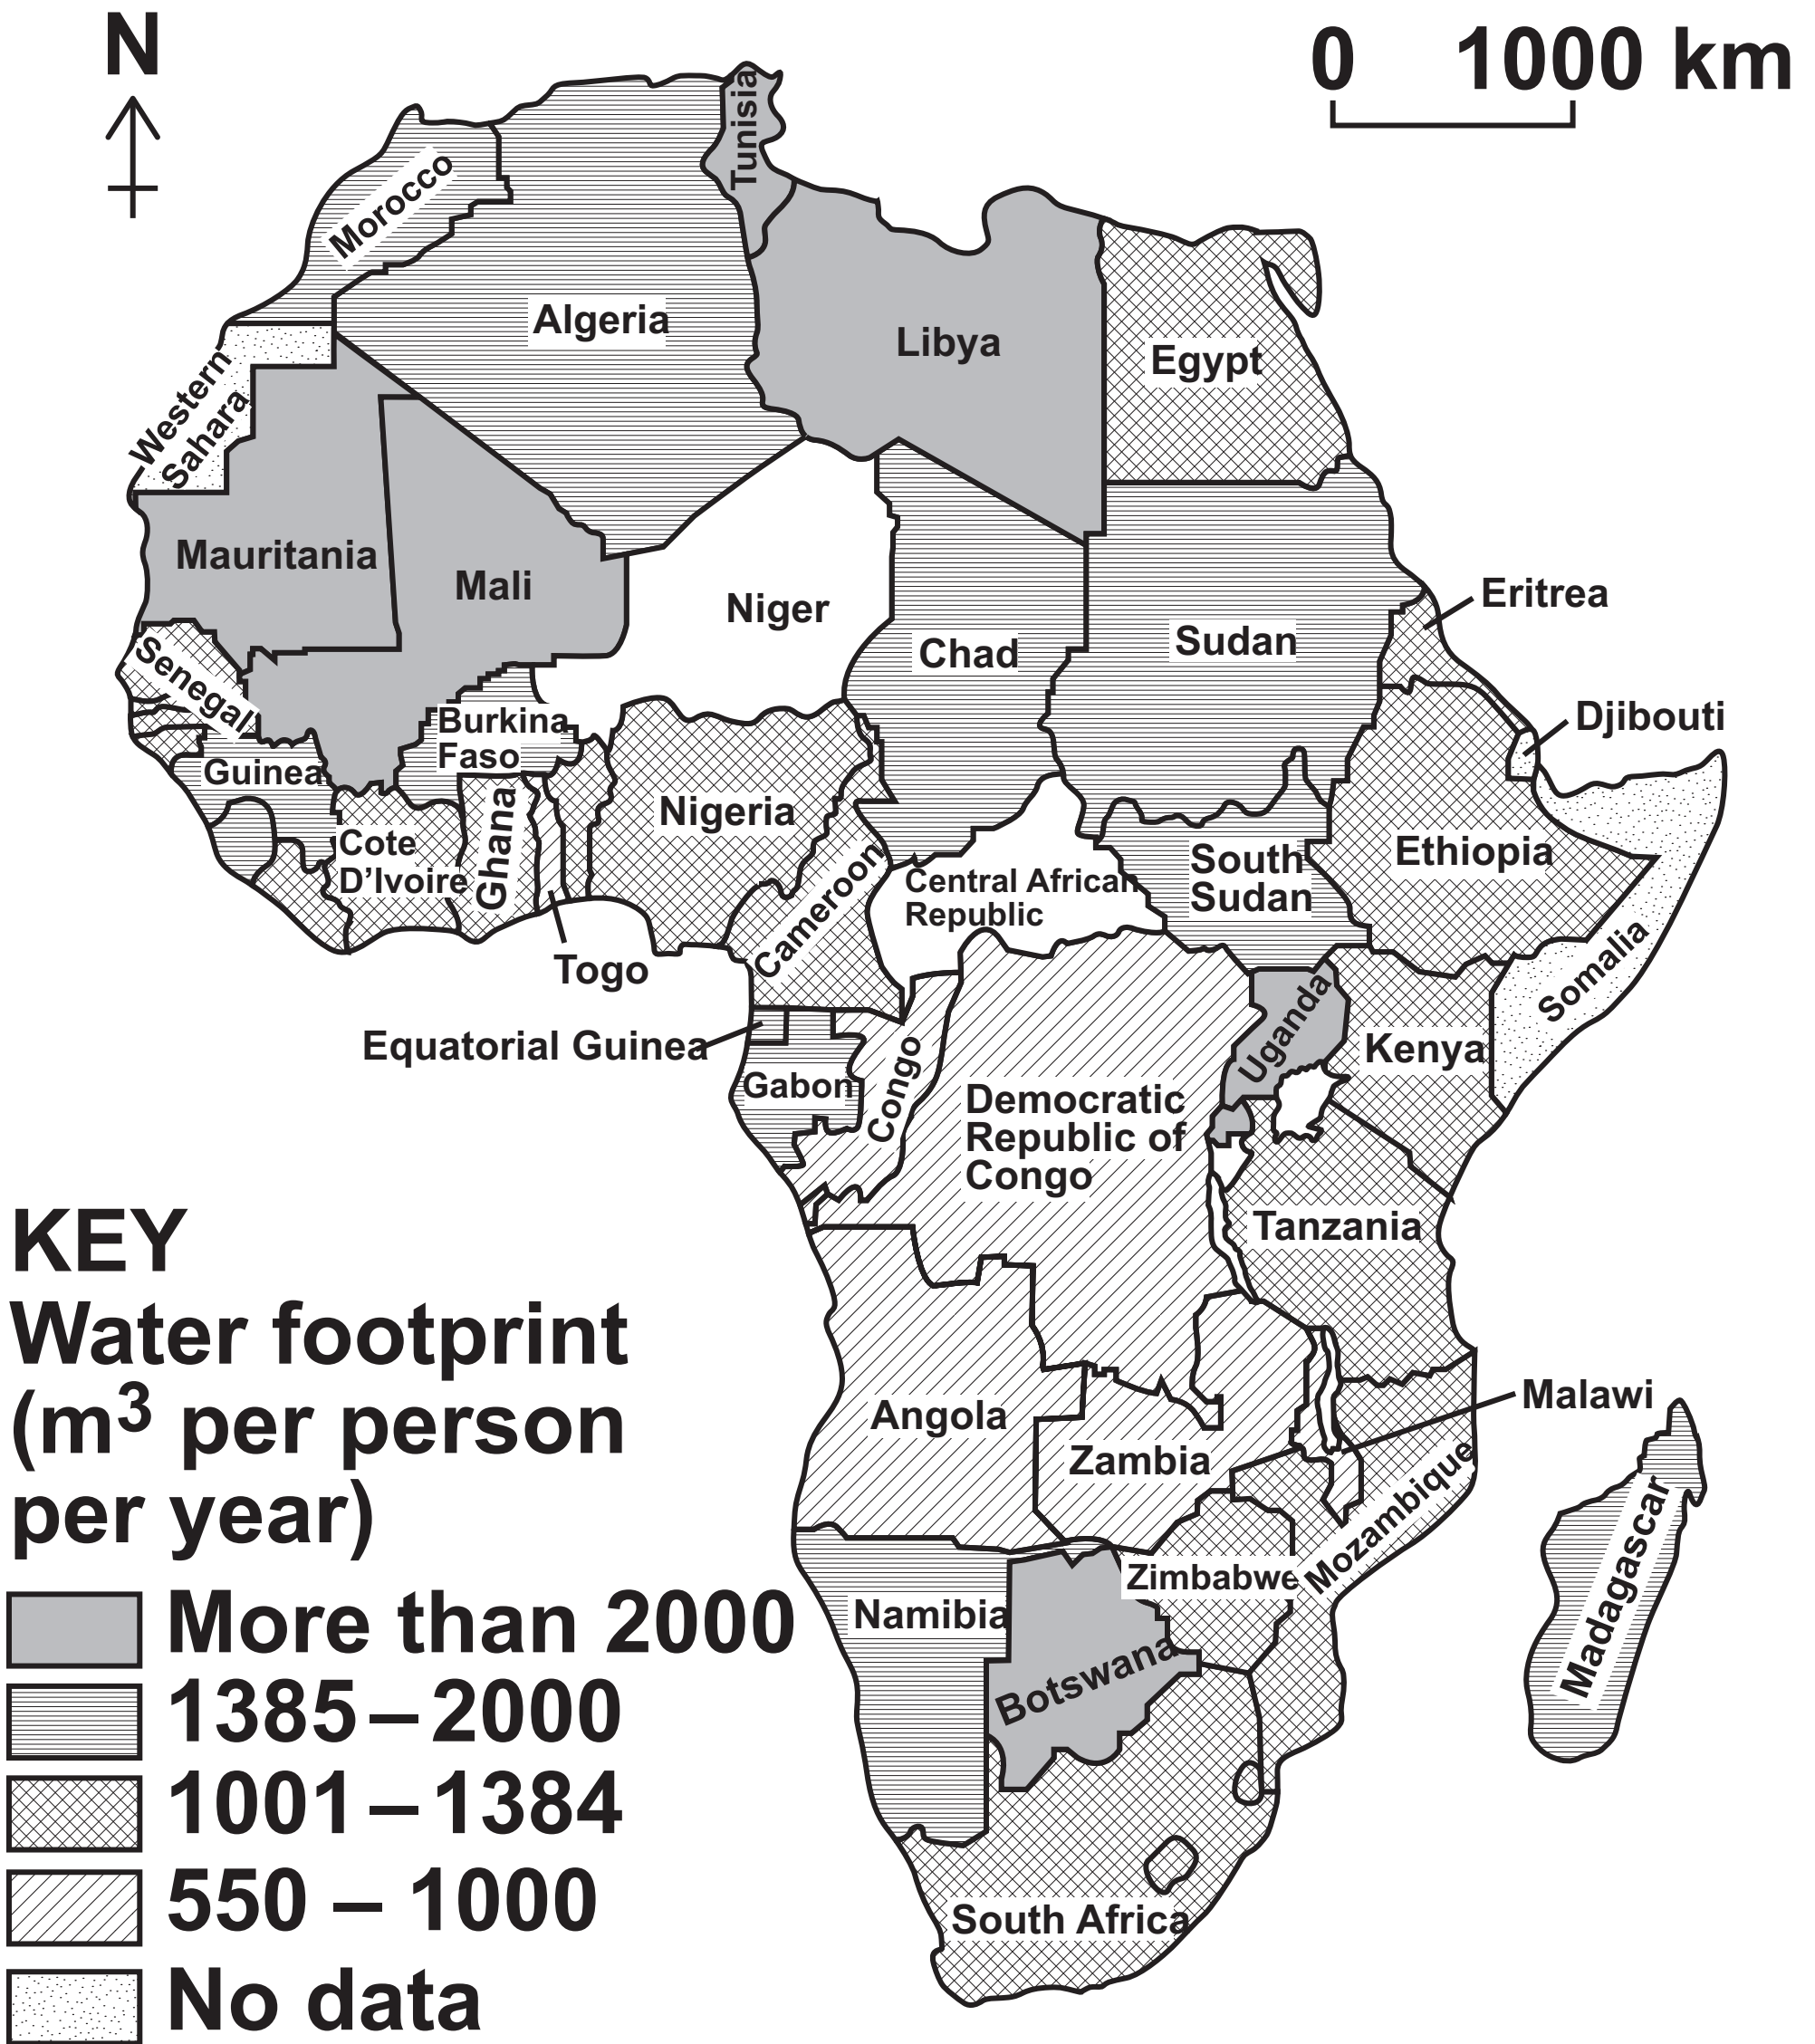 N
0 1000 km
Tunisia
Morocco
Algeria
Libya
Egypt
Western
Sahara
Mauritania
Mali
Niger
Chad
Sudan
Eritrea
Senegal
Djibouti
Burkina
Faso
Guinea
Cote
D’Ivoire
Ghana
Nigeria
Togo
Cameroon
Central African
Republic
South
Sudan
Ethiopia
Somalia
Equatorial Guinea
Gabon
Congo
Democratic
Republic of
Congo
Uganda
Kenya
Tanzania
Angola
Zambia
Malawi
Mozambique
Zimbabwe
Namibia
Botswana
Madagascar
South Africa
KEY
Water footprint
(m³ per person
per year)
More than 2000
1385–2000
1001–1384
550 – 1000
No data